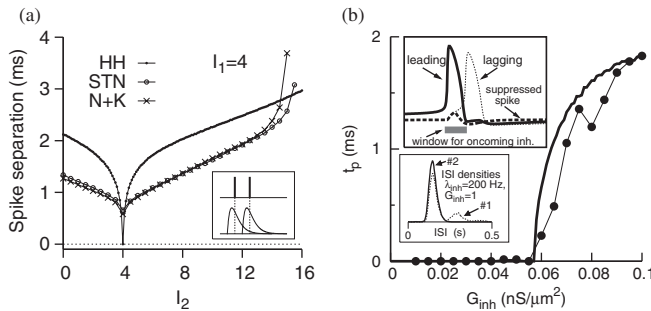 (a)
Spike separation (ms)
4
3
2
1
0
HH
STN
N+K
I1=4
0 4 8 12 16
I2
(b)
tp (ms)
2
1
0
leading
lagging
suppressed
spike
window for oncoming inh.
#2
ISI densities
λinh=200 Hz,
Ginh=1
#1
0 ISI (s) 0.5
0 0.02 0.04 0.06 0.08 0.1
Ginh (nS/μm²)